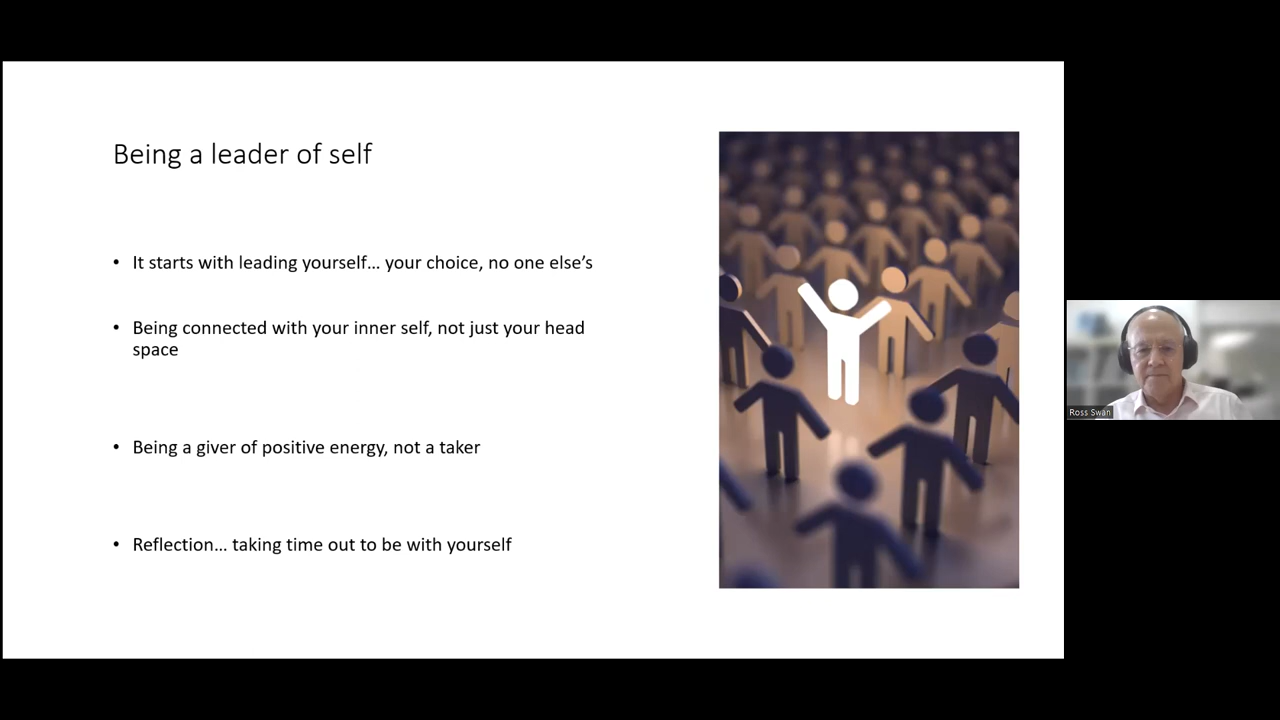 Being a leader of self
• It starts with leading yourself... your choice, no one else's
• Being connected with your inner self, not just your head
space
• Being a giver of positive energy, not a taker
• Reflection... taking time out to be with yourself
Ross Swan